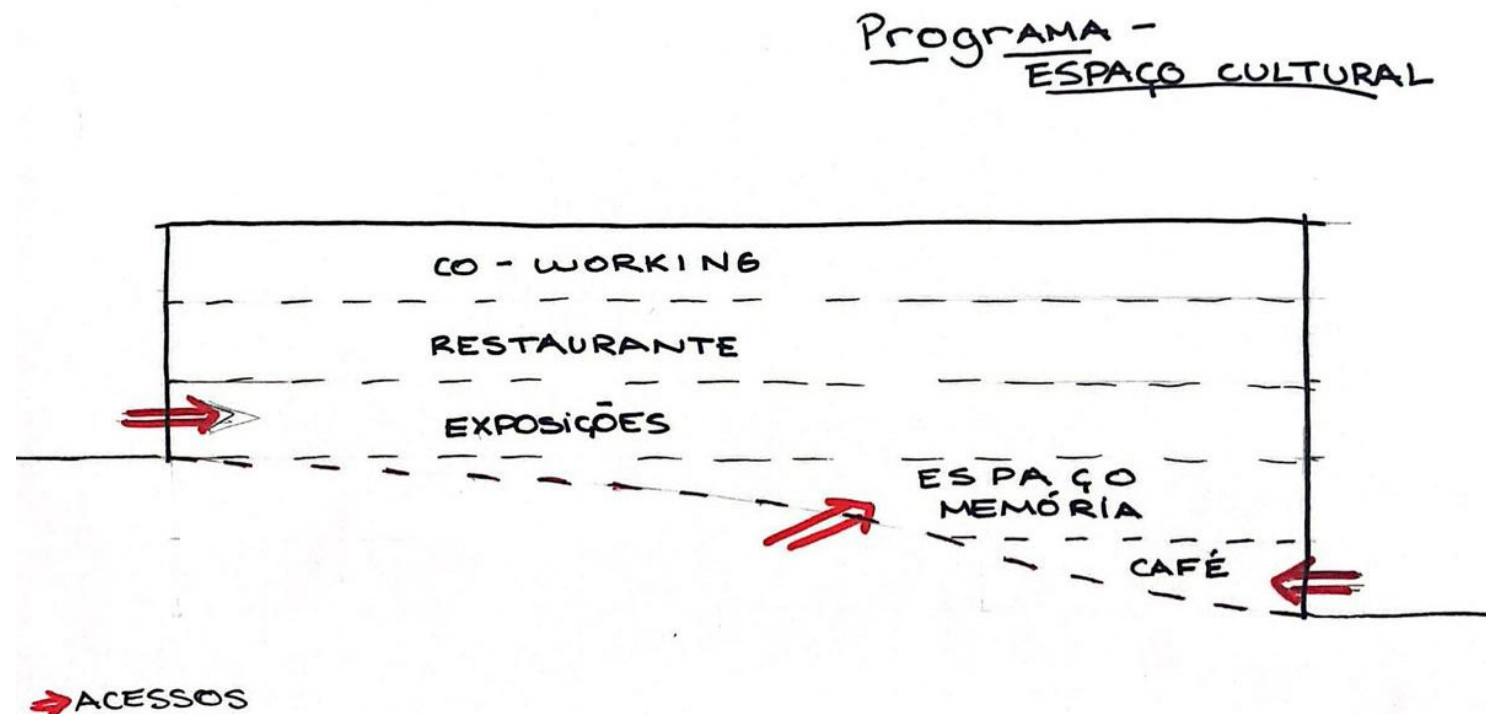 Programa -
ESPAÇO CULTURAL
CO - WORKING
RESTAURANTE
EXPOSIÇÕES
ESPAÇO
MEMÓRIA
CAFÉ
ACESSOS